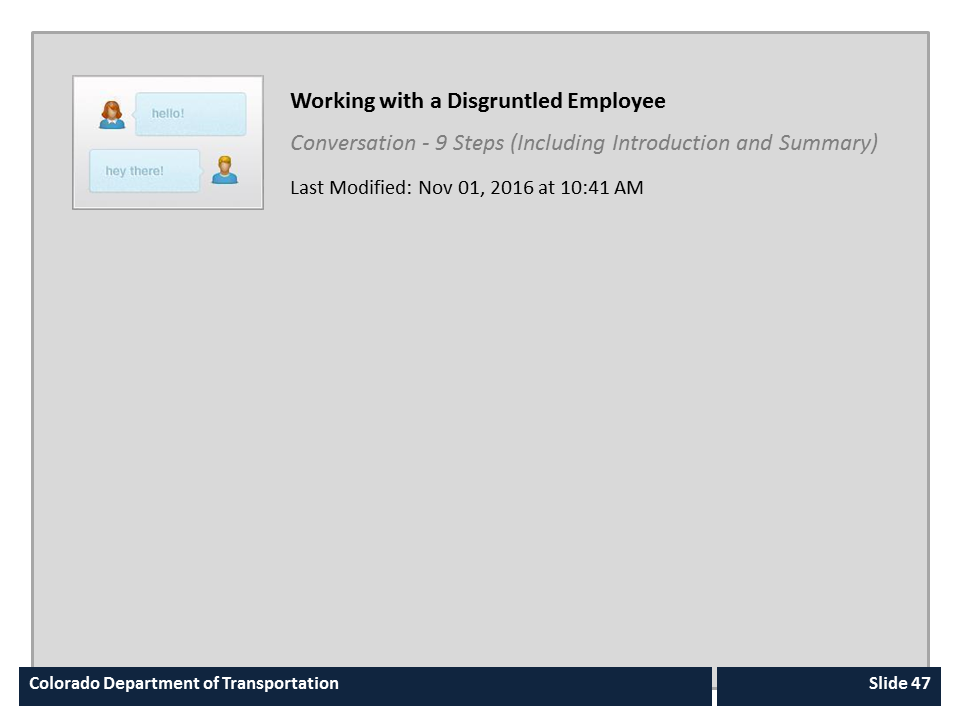 hello!
hey there!
Working with a Disgruntled Employee
Conversation - 9 Steps (Including Introduction and Summary)
Last Modified: Nov 01, 2016 at 10:41 AM
Colorado Department of Transportation
Slide 47